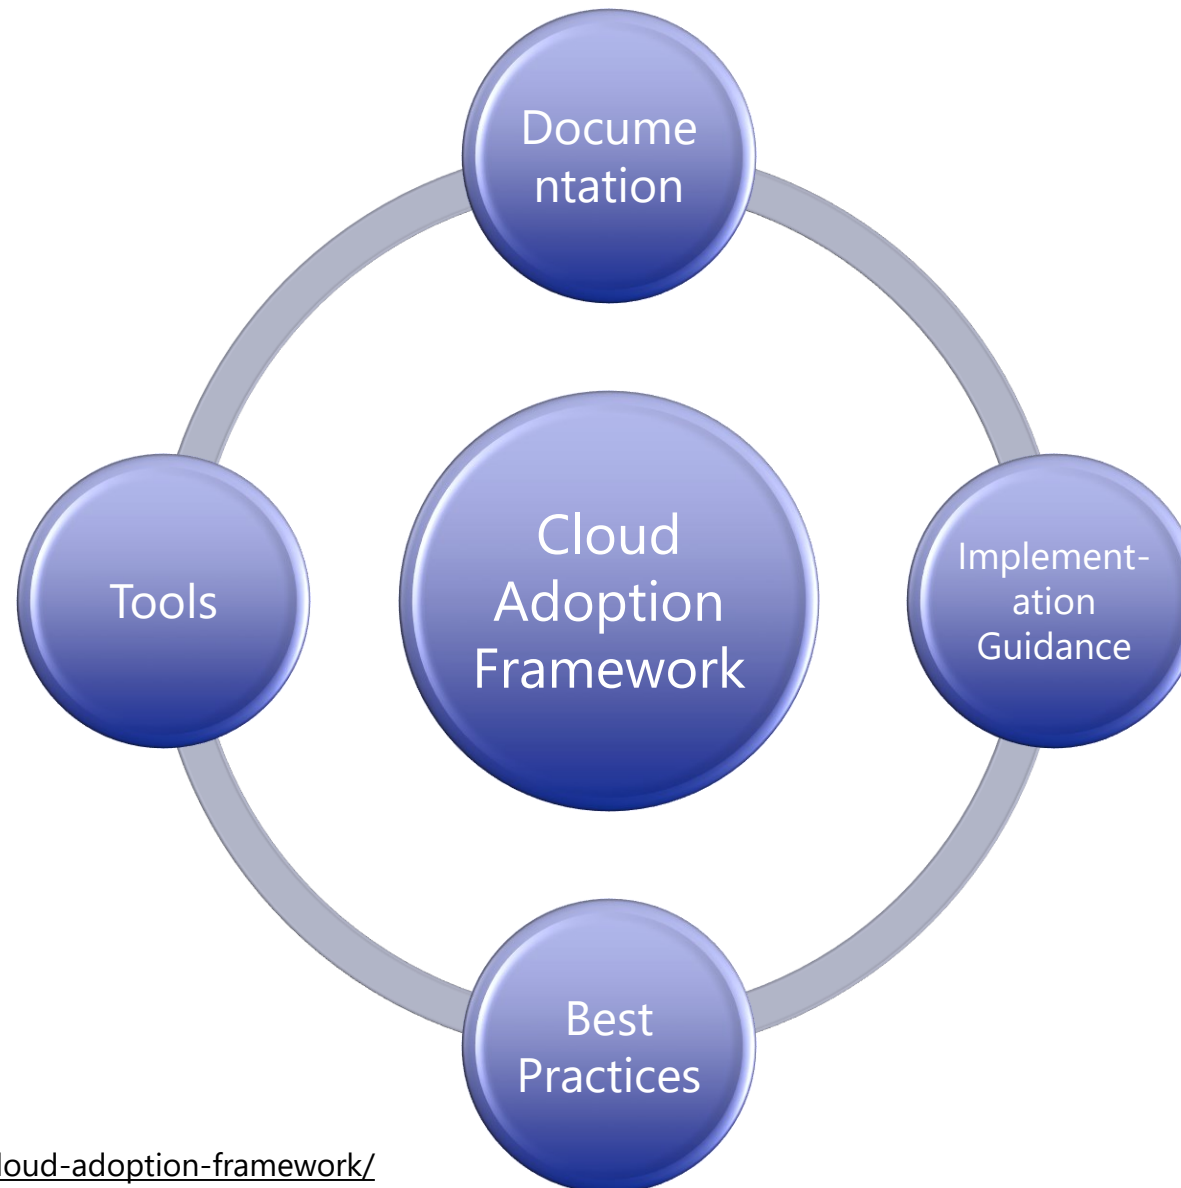 Docume
ntation
Cloud
Adoption
Framework
Tools
Implement-
ation
Guidance
Best
Practices
loud-adoption-framework/